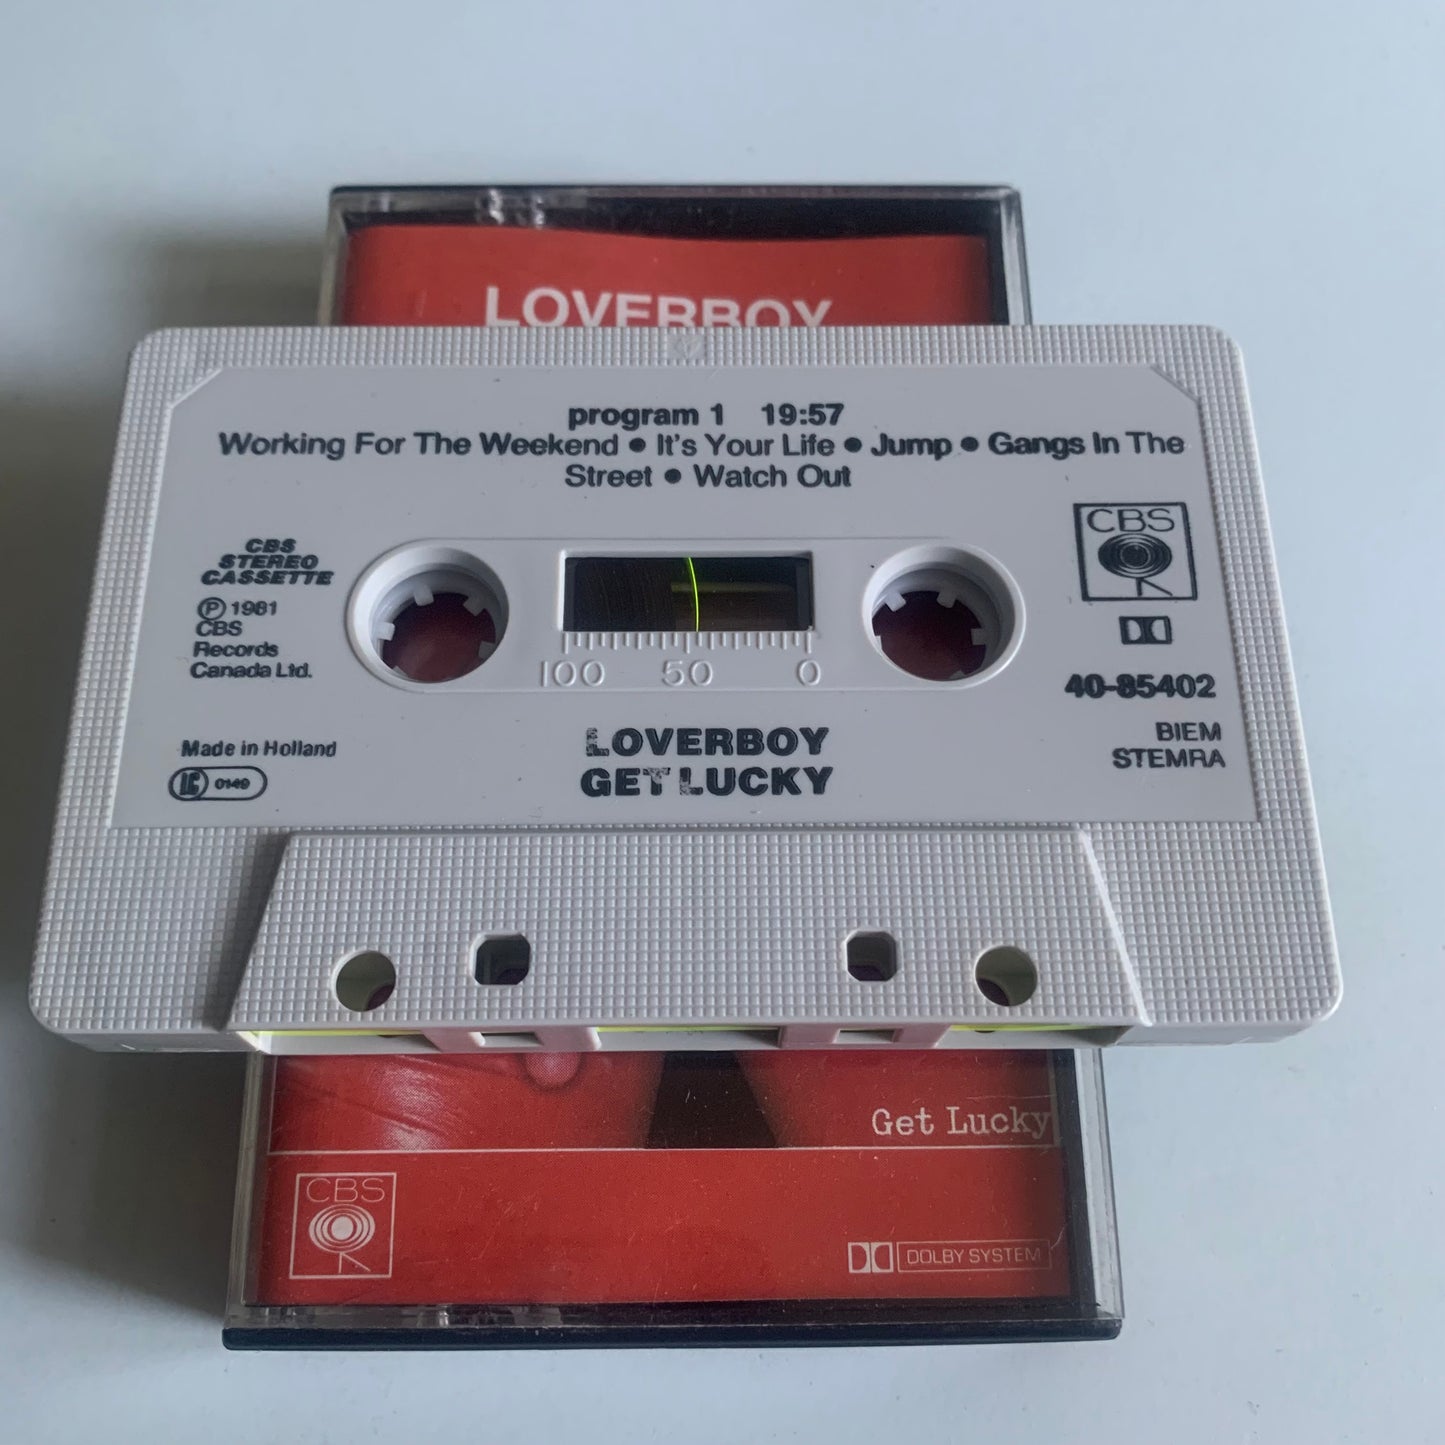 LOVERBOY
program 1 19:57
Working For The Weekend • It's Your Life • Jump • Gangs In The
Street • Watch Out
CBS
STEREO
CASSETTE
℗ 1981
CBS
Records
Canada Ltd.
CBS
100 50 0
40-85402
Made in Holland
LC 0149
LOVERBOY
GET LUCKY
BIEM
STEMRA
Get Lucky
CBS
DOLBY SYSTEM